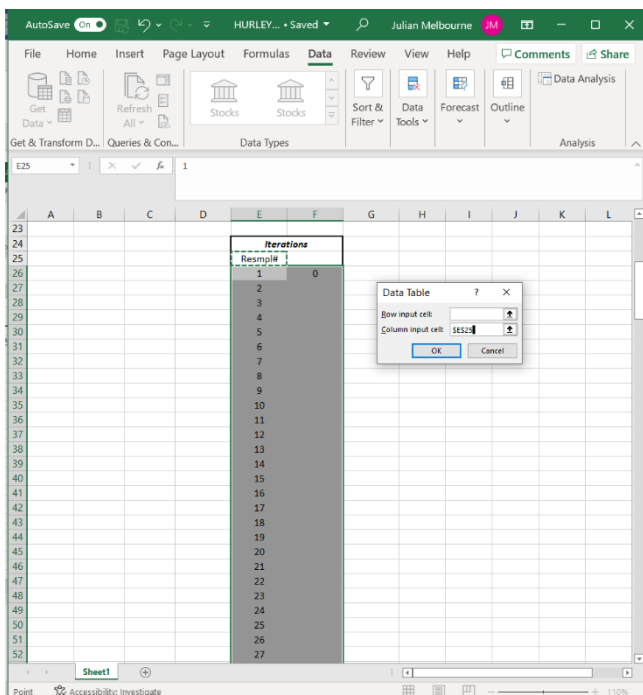 AutoSave On HURLEY... • Saved Julian Melbourne JM
File Home Insert Page Layout Formulas Data Review View Help Comments Share
Get Data
Refresh All
Stocks Stocks
Sort & Filter
Data Tools
Forecast
Outline
Data Analysis
Get & Transform D... Queries & Con... Data Types Analysis
E25 fx 1
A B C D E F G H I J K L
23
24 Iterations
25 Resmpl#
26 1 0
27 2
28 3
29 4
30 5
31 6
32 7
33 8
34 9
35 10
36 11
37 12
38 13
39 14
40 15
41 16
42 17
43 18
44 19
45 20
46 21
47 22
48 23
49 24
50 25
51 26
52 27
Data Table ? ×
Row input cell:
Column input cell: $E$25
OK Cancel
Sheet1
Point Accessibility: Investigate 110%